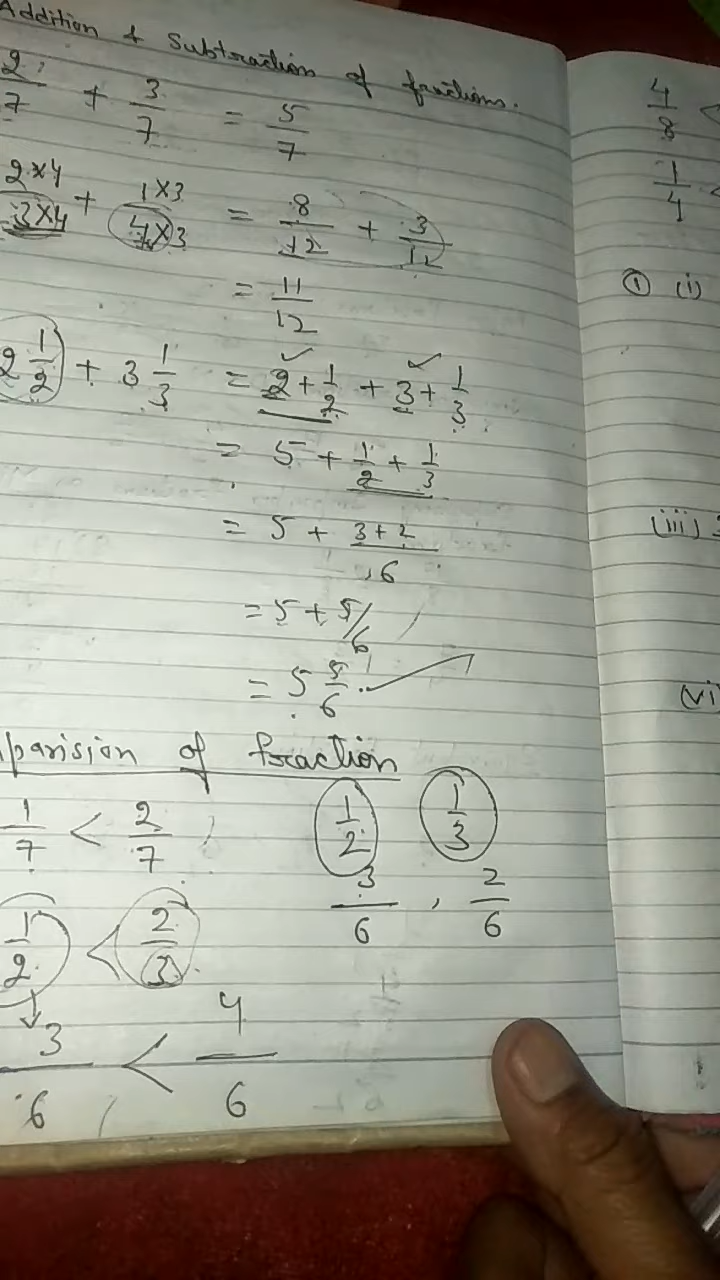 Addition & Subtraction of fractions.
2/7 + 3/7 = 5/7
2×4/3×4 + 1×3/4×3 = 8/12 + 3/12
= 11/12
2 1/2 + 3 1/3 = 2 + 1/2 + 3 + 1/3
= 5 + 1/2 + 1/3
= 5 + 3+2/6
= 5 + 5/6
= 5 5/6
parision of fraction
1/7 < 2/7
1/2 < 2/3
3/6 < 4/6
1/2 1/3
3/6 , 2/6
4/8 <
1/4 <
① (i)
(iii)
(vi)